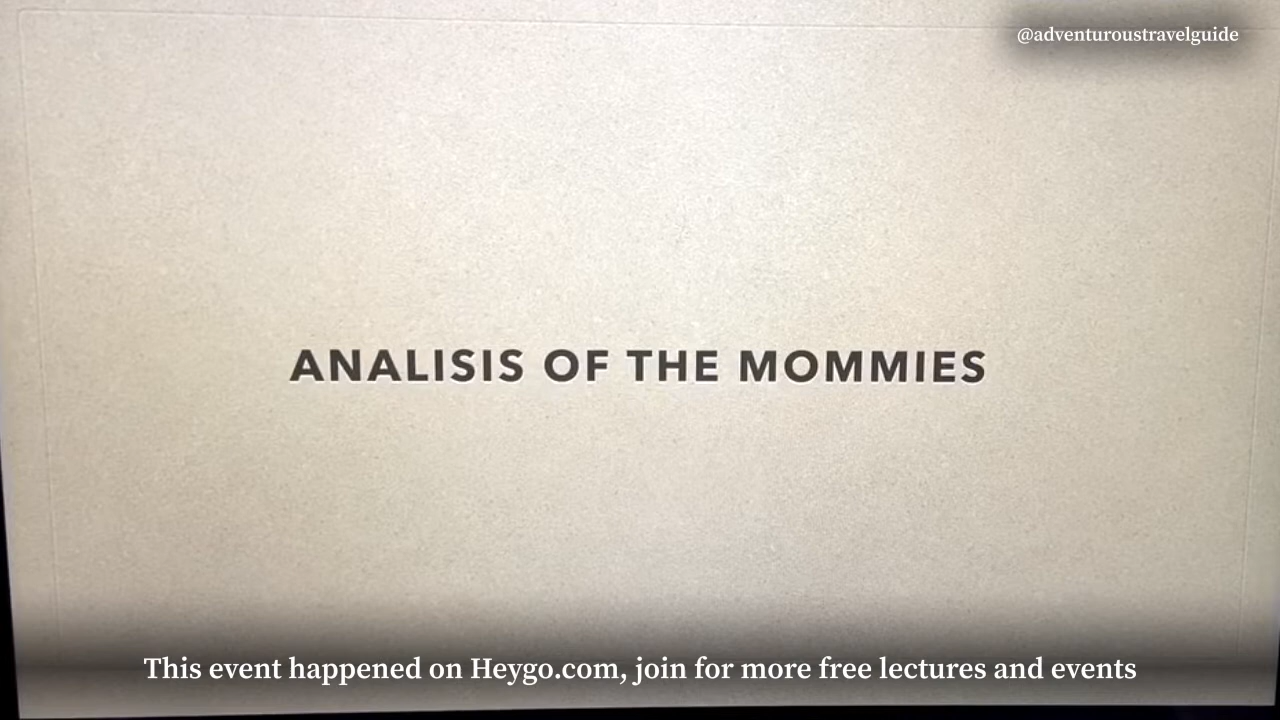 @adventuroustravelguide
ANALISIS OF THE MOMMIES
This event happened on Heygo.com, join for more free lectures and events